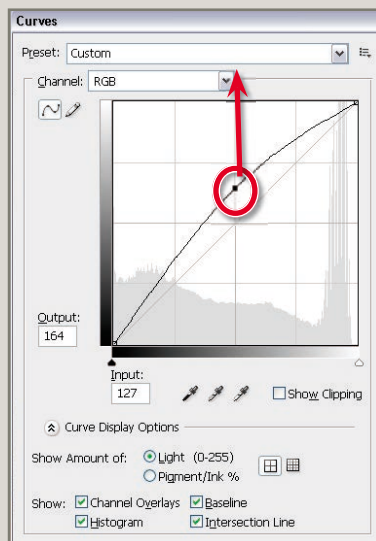 Curves
Preset: Custom
Channel: RGB
Output:
164
Input:
127
Show Clipping
Curve Display Options
Show Amount of: Light (0-255)
Pigment/Ink %
Show: Channel Overlays Baseline
Histogram Intersection Line